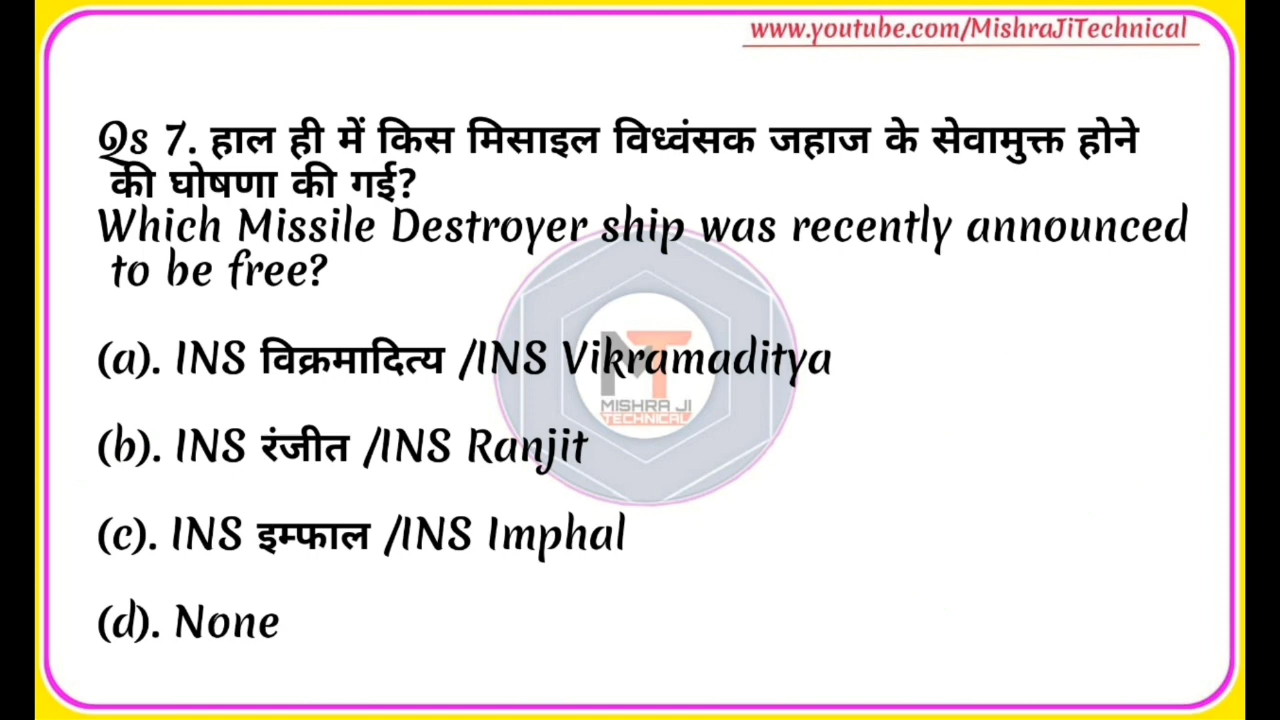 www.youtube.com/MishraJiTechnical
Qs 7. हाल ही में किस मिसाइल विध्वंसक जहाज के सेवामुक्त होने
की घोषणा की गई?
Which Missile Destroyer ship was recently announced
to be free?
(a). INS विक्रमादित्य /INS Vikramaditya
(b). INS रंजीत /INS Ranjit
(c). INS इम्फाल /INS Imphal
(d). None
MT
MISHRA JI
TECHNICAL